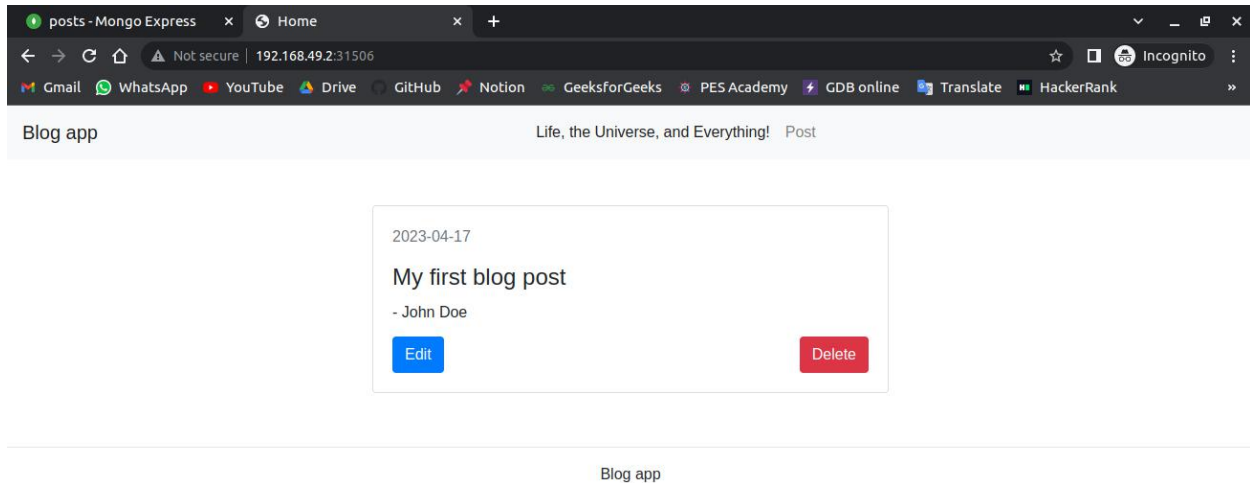 posts - Mongo Express Home
Not secure 192.168.49.2:31506 Incognito
Gmail WhatsApp YouTube Drive GitHub Notion GeeksforGeeks PES Academy GDB online Translate HackerRank »
Blog app Life, the Universe, and Everything! Post
2023-04-17
My first blog post
- John Doe
Edit Delete
Blog app